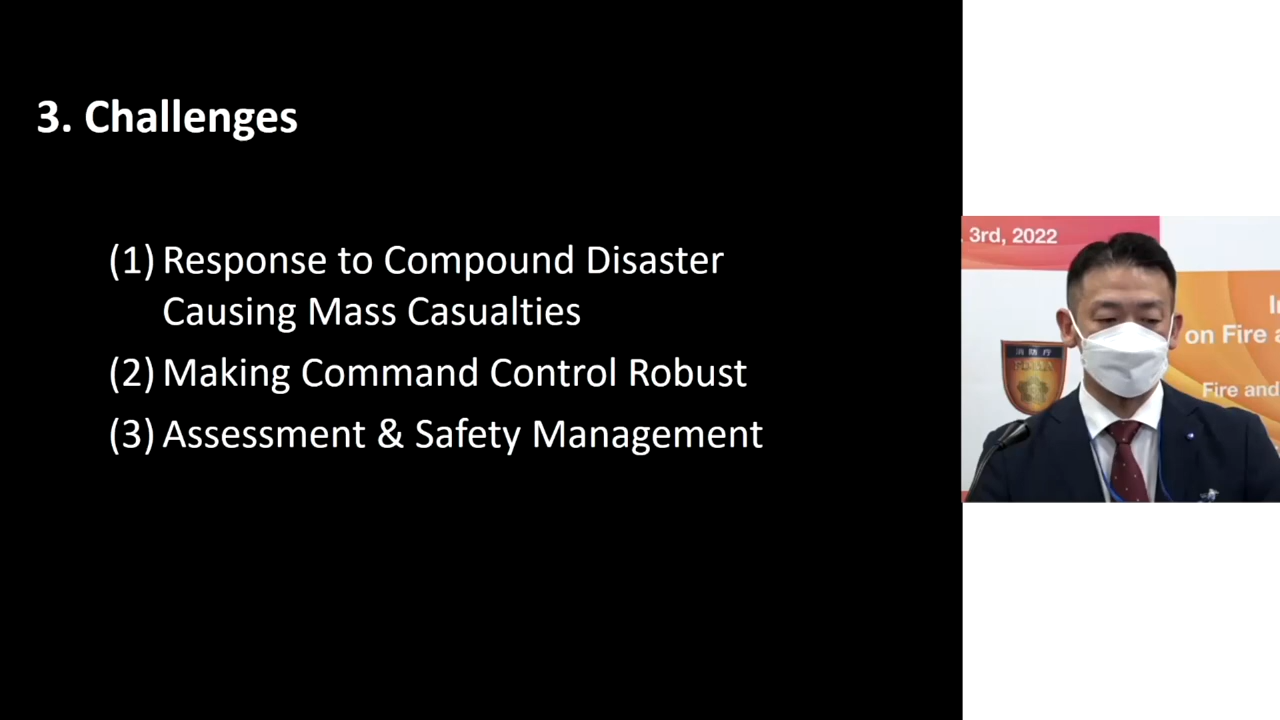 3. Challenges
(1) Response to Compound Disaster
Causing Mass Casualties
(2) Making Command Control Robust
(3) Assessment & Safety Management
3rd, 2022
on Fire
Fire and
消防庁